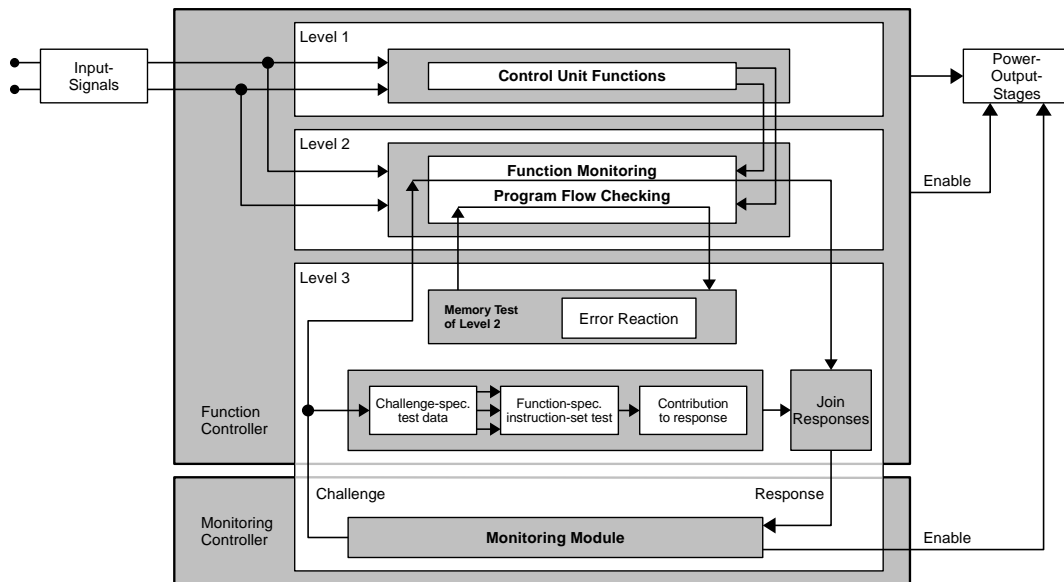 Level 1
Input-
Signals
Control Unit Functions
Power-
Output-
Stages
Level 2
Function Monitoring
Program Flow Checking
Enable
Level 3
Memory Test
of Level 2
Error Reaction
Function
Controller
Challenge-spec.
test data
Function-spec.
instruction-set test
Contribution
to response
Join
Responses
Challenge
Response
Monitoring
Controller
Monitoring Module
Enable